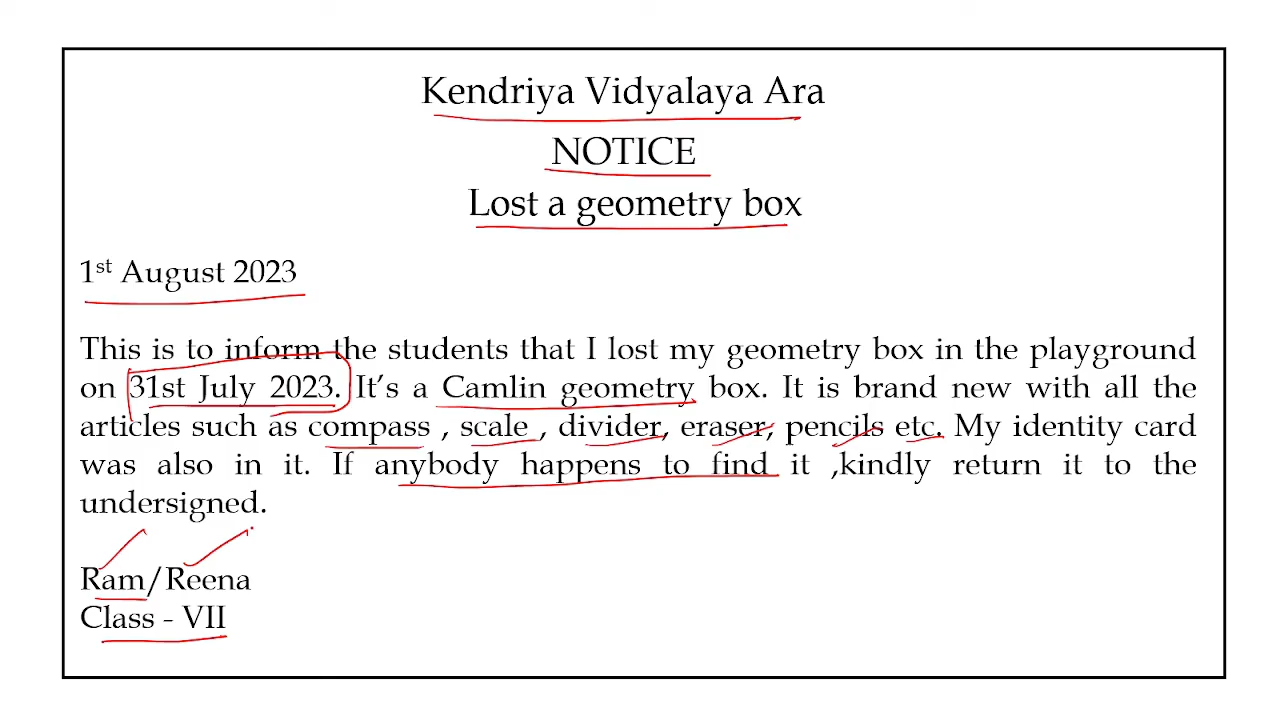 Kendriya Vidyalaya Ara
NOTICE
Lost a geometry box
1st August 2023
This is to inform the students that I lost my geometry box in the playground
on 31st July 2023. It’s a Camlin geometry box. It is brand new with all the
articles such as compass , scale , divider, eraser, pencils etc. My identity card
was also in it. If anybody happens to find it ,kindly return it to the
undersigned.
Ram/Reena
Class - VII